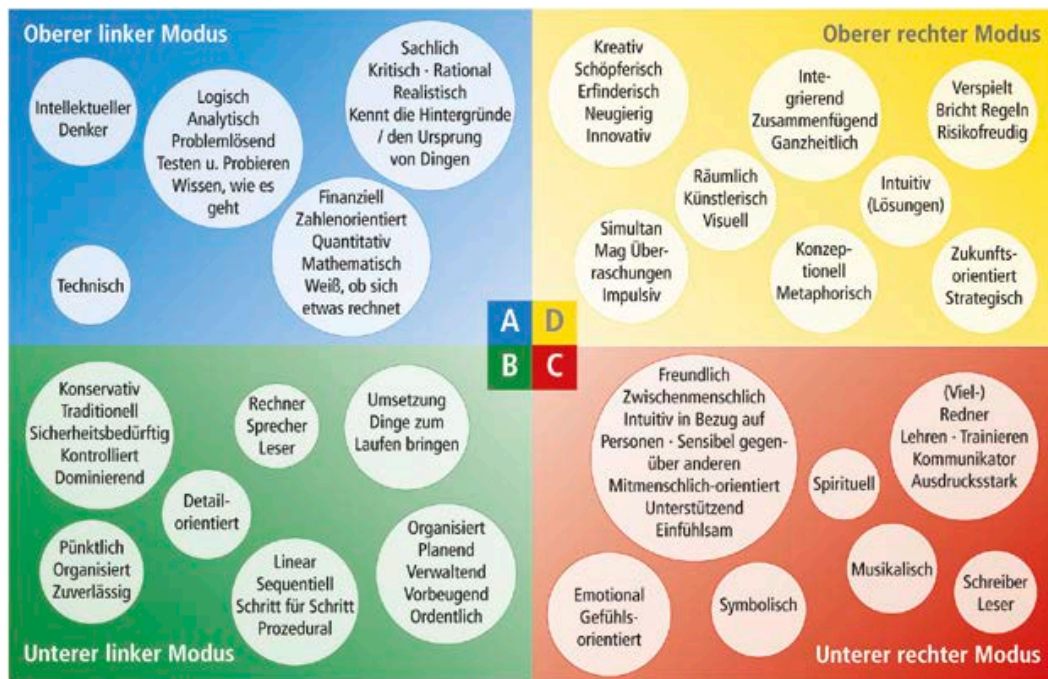 Oberer linker Modus
Intellektueller
Denker
Logisch
Analytisch
Problemlösend
Testen u. Probieren
Wissen, wie es
geht
Sachlich
Kritisch · Rational
Realistisch
Kennt die Hintergründe
/ den Ursprung
von Dingen
Finanziell
Zahlenorientiert
Quantitativ
Mathematisch
Weiß, ob sich
etwas rechnet
Technisch
A
Oberer rechter Modus
Kreativ
Schöpferisch
Erfinderisch
Neugierig
Innovativ
Inte-
grierend
Zusammenfügend
Ganzheitlich
Verspielt
Bricht Regeln
Risikofreudig
Räumlich
Künstlerisch
Visuell
Intuitiv
(Lösungen)
Simultan
Mag Über-
raschungen
Impulsiv
Konzep-
tionell
Metaphorisch
Zukunfts-
orientiert
Strategisch
D
B
Konservativ
Traditionell
Sicherheitsbedürftig
Kontrolliert
Dominierend
Rechner
Sprecher
Leser
Umsetzung
Dinge zum
Laufen bringen
Detail-
orientiert
Pünktlich
Organisiert
Zuverlässig
Linear
Sequentiell
Schritt für Schritt
Prozedural
Organisiert
Planend
Verwaltend
Vorbeugend
Ordentlich
Unterer linker Modus
C
Freundlich
Zwischenmenschlich
Intuitiv in Bezug auf
Personen · Sensibel gegen-
über anderen
Mitmenschlich-orientiert
Unterstützend
Einfühlsam
(Viel-)
Redner
Lehren · Trainieren
Kommunikator
Ausdrucksstark
Spirituell
Emotional
Gefühls-
orientiert
Symbolisch
Musikalisch
Schreiber
Leser
Unterer rechter Modus